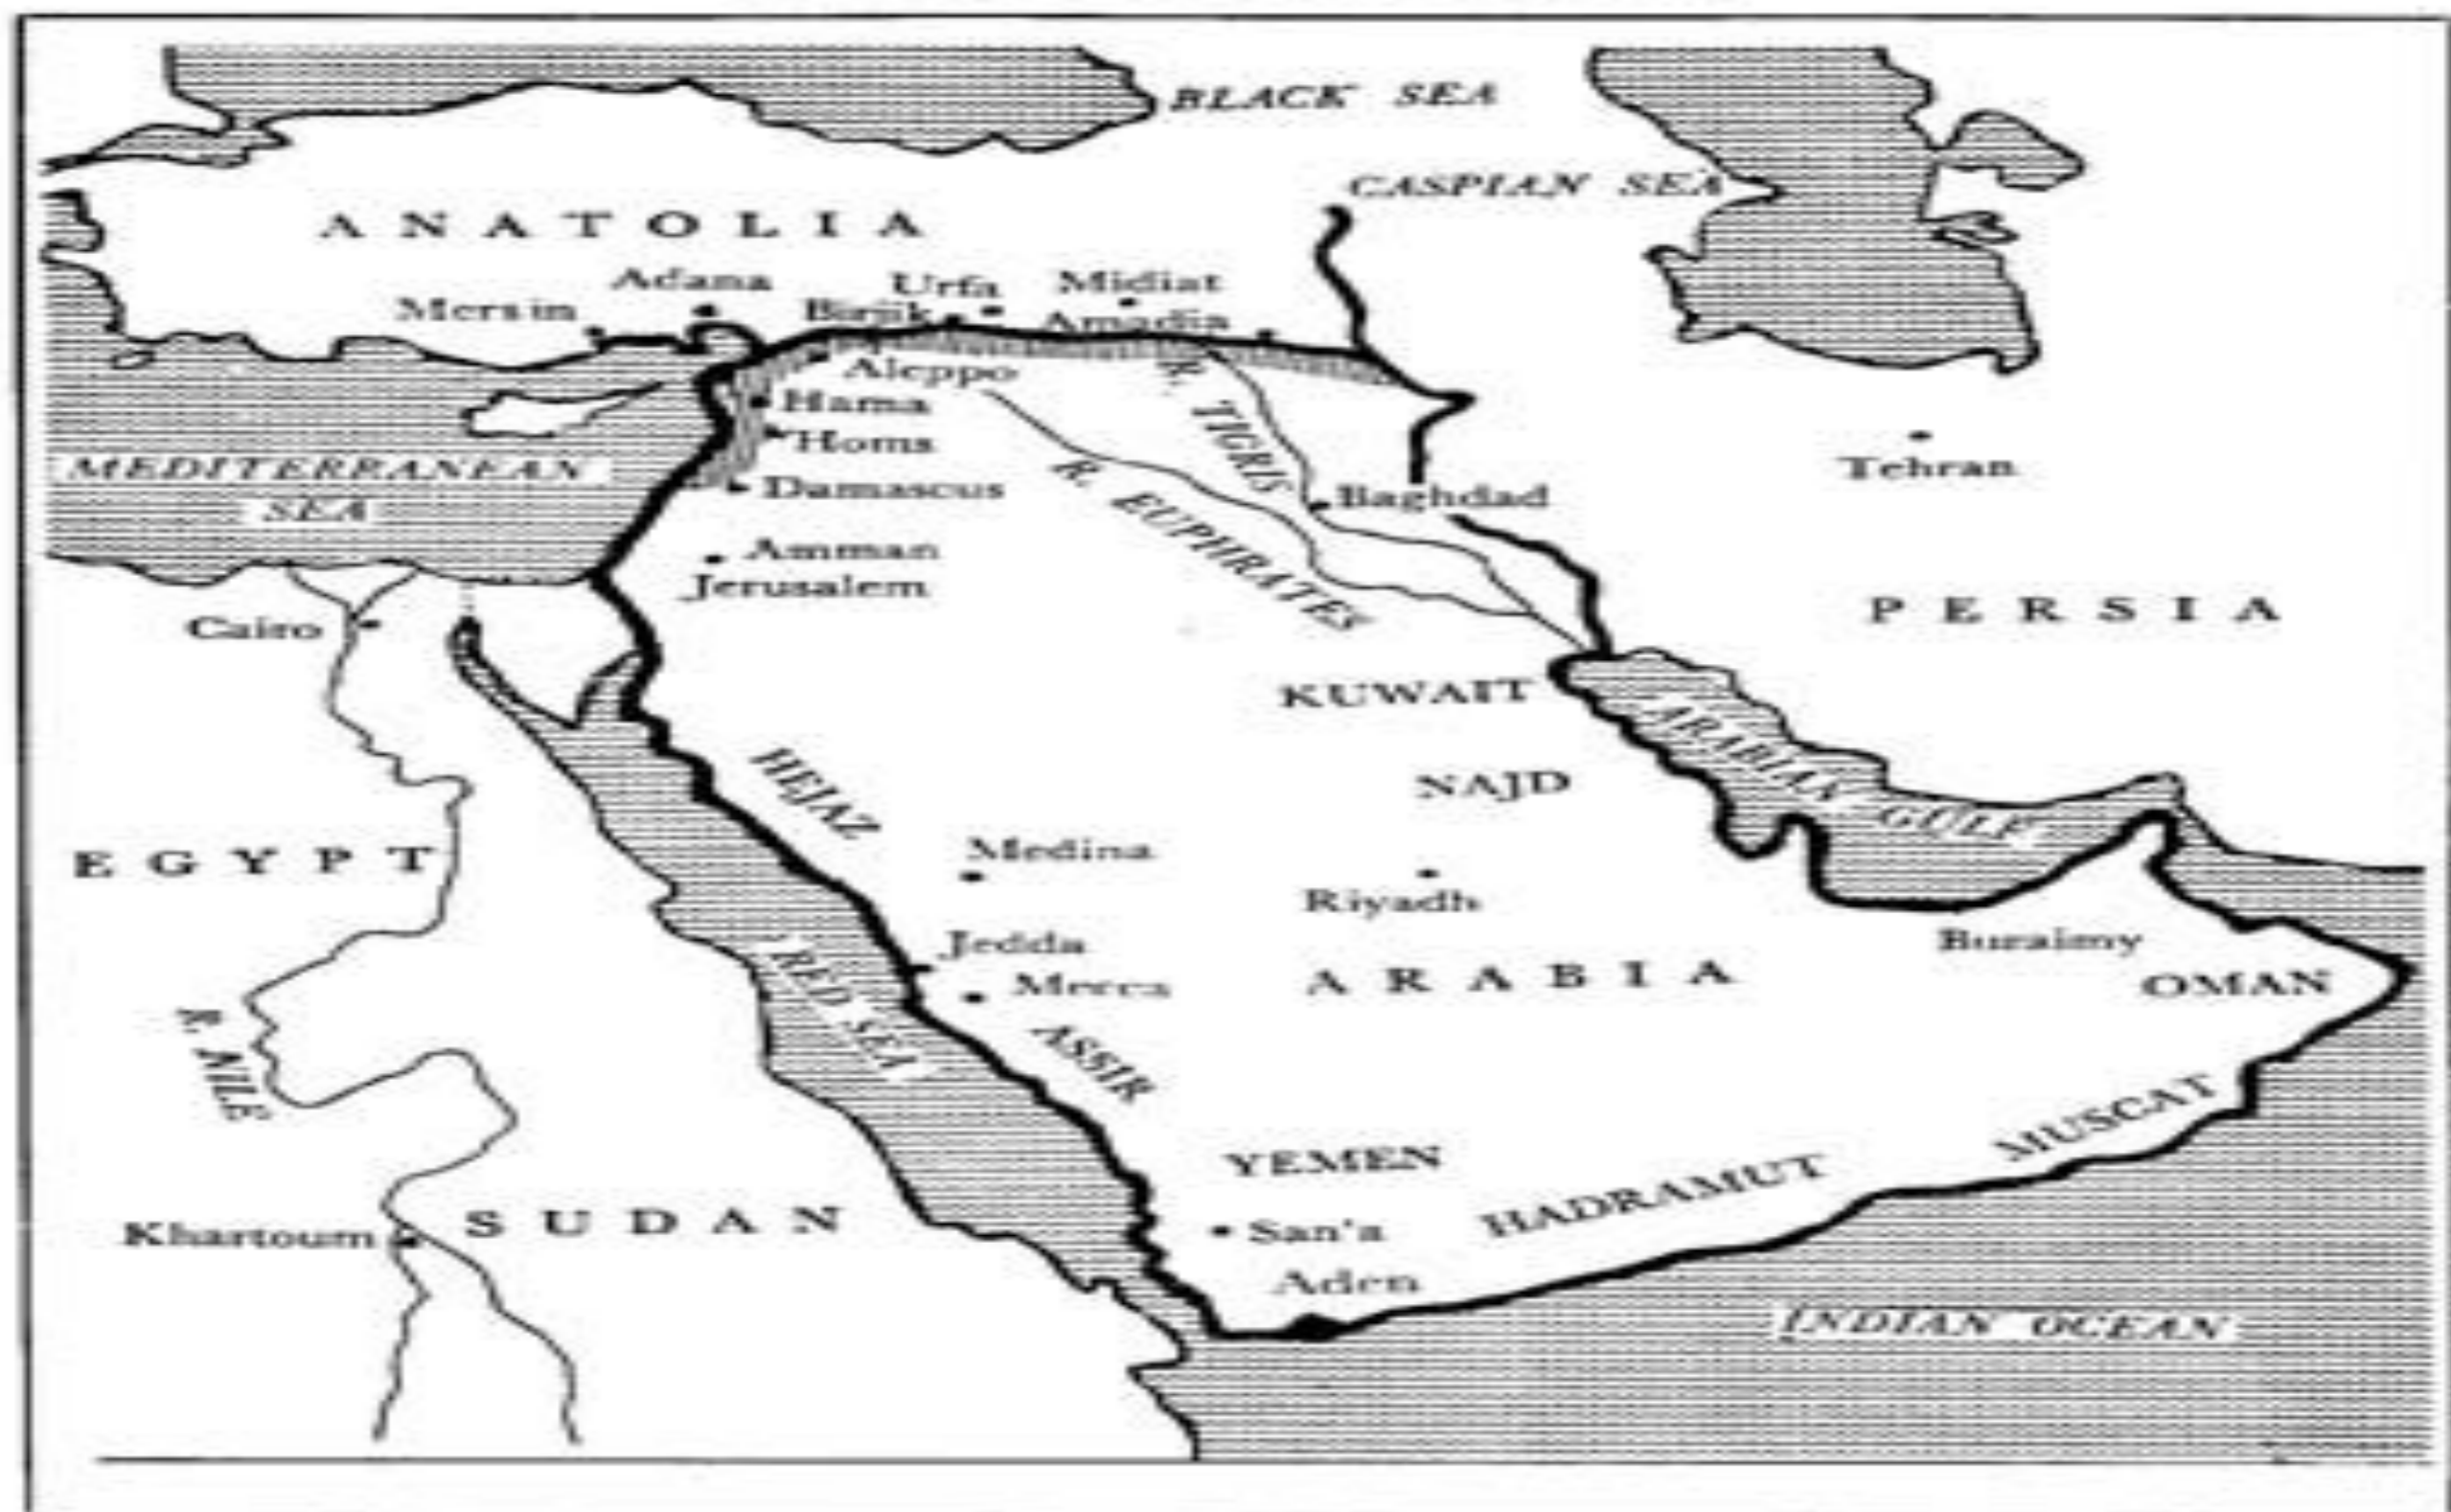 BLACK SEA
CASPIAN SEA
ANATOLIA
Adana
Urfa
Midiat
Mersin
Birjik
Amadia
Aleppo
Hama
R. TIGRIS
Homs
Tehran
MEDITERRANEAN
SEA
Damascus
Baghdad
R. EUPHRATES
Amman
Jerusalem
PERSIA
Cairo
KUWAIT
ARABIAN GULF
HEJAZ
NAJD
EGYPT
Medina
Riyadh
Jedda
Buraimy
RED SEA
Mecca
ARABIA
OMAN
R. NILE
ASSIR
MUSCAT
YEMEN
HADRAMUT
Khartoum
SUDAN
San'a
Aden
INDIAN OCEAN